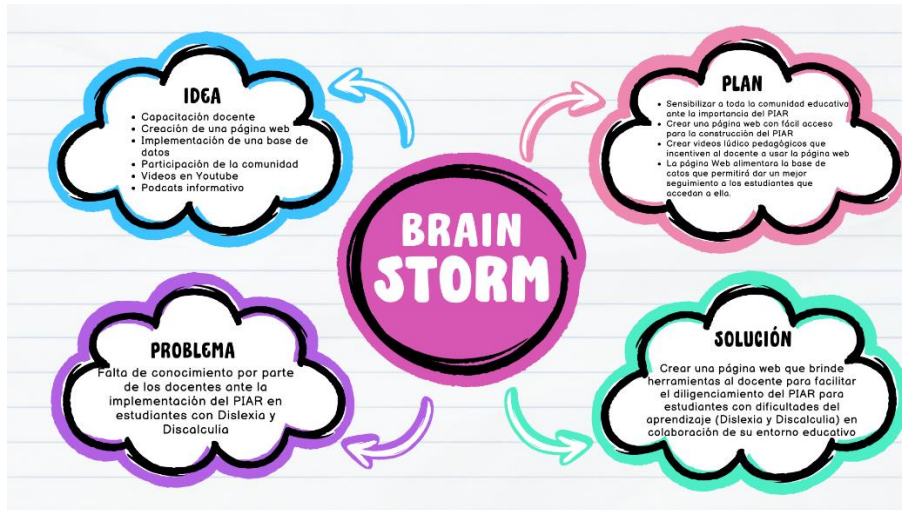 IDEA
• Capacitación docente
• Creación de una página web
• Implementación de una base de
datos
• Participación de la comunidad
• Videos en Youtube
• Podcats informativo
PLAN
• Sensibilizar a toda la comunidad educativa
ante la importancia del PIAR
• Crear una página web con fácil acceso
para la construcción del PIAR
• Crear videos lúdico pedagógicos que
incentiven al docente a usar la página web
• La página Web alimentara la base de
datos que permitirá dar un mejor
seguimiento a los estudiantes que
accedan a ella.
BRAIN
STORM
PROBLEMA
Falta de conocimiento por parte
de los docentes ante la
implementación del PIAR en
estudiantes con Dislexia y
Discalculia
SOLUCIÓN
Crear una página web que brinde
herramientas al docente para facilitar
el diligenciamiento del PIAR para
estudiantes con dificultades del
aprendizaje (Dislexia y Discalculia) en
colaboración de su entorno educativo